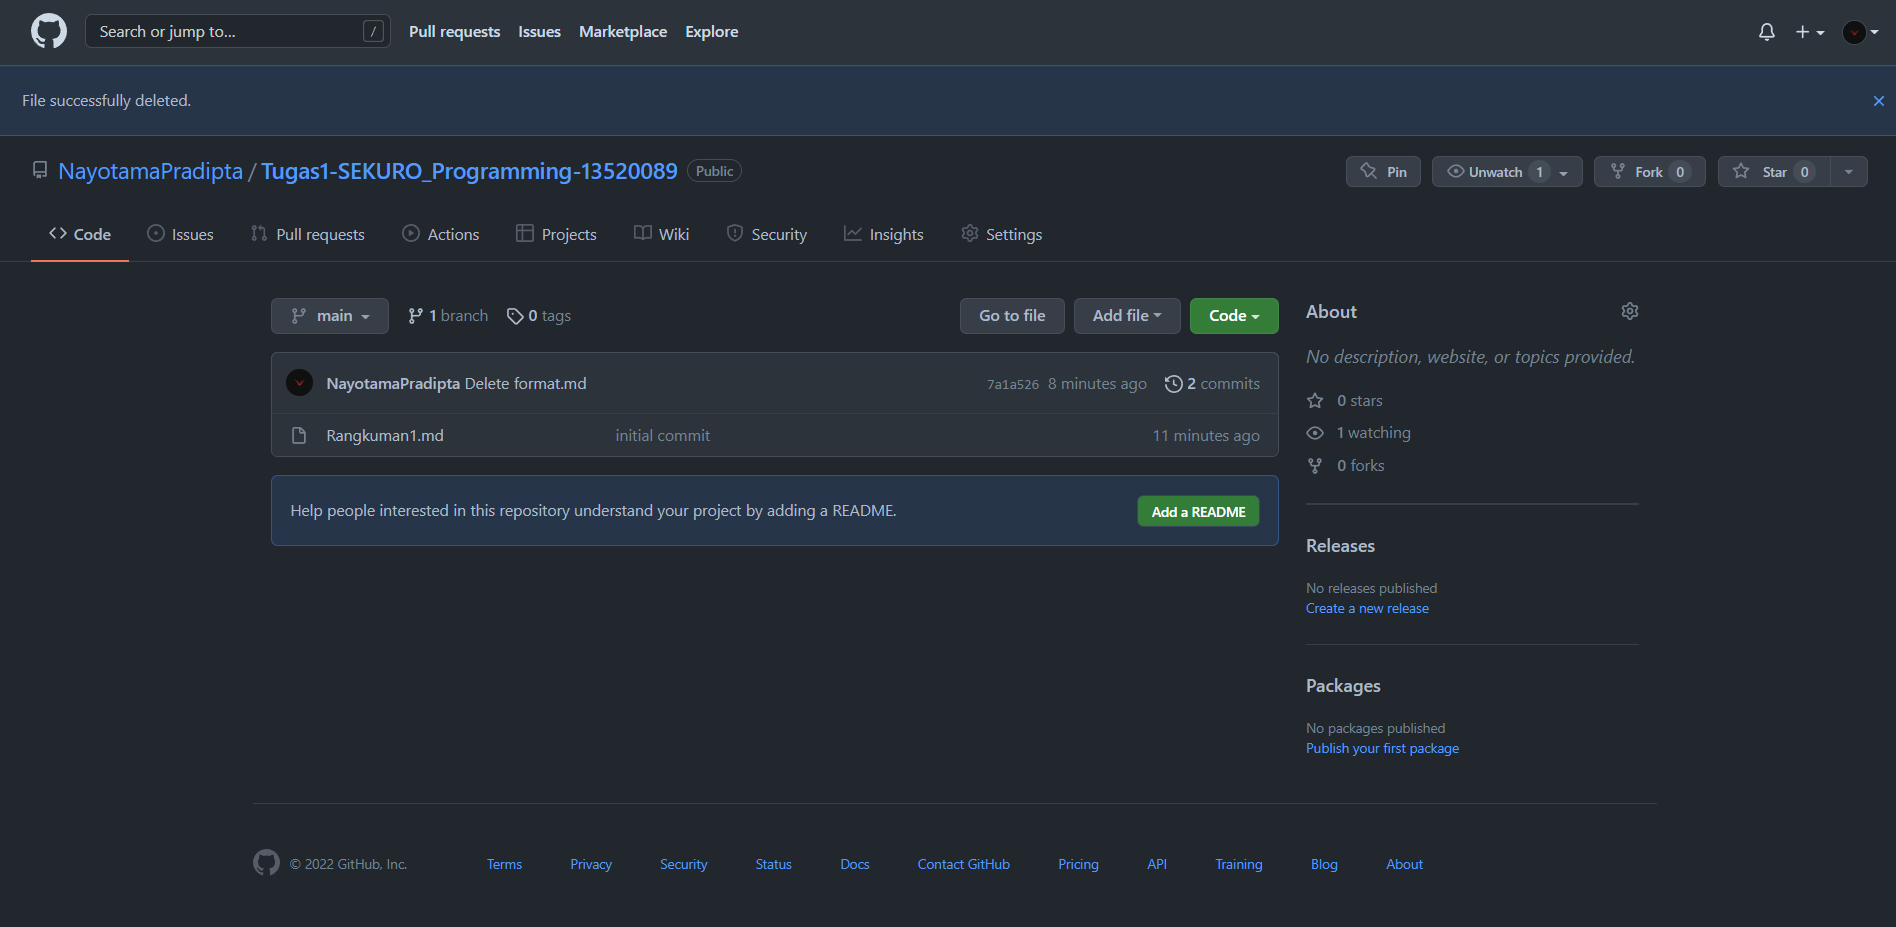 Search or jump to... /
Pull requests Issues Marketplace Explore
File successfully deleted.
NayotamaPradipta / Tugas1-SEKURO_Programming-13520089 Public
Pin Unwatch 1 Fork 0 Star 0
Code Issues Pull requests Actions Projects Wiki Security Insights Settings
main 1 branch 0 tags Go to file Add file Code
NayotamaPradipta Delete format.md 7a1a526 8 minutes ago 2 commits
Rangkuman1.md initial commit 11 minutes ago
Help people interested in this repository understand your project by adding a README. Add a README
About
No description, website, or topics provided.
0 stars
1 watching
0 forks
Releases
No releases published
Create a new release
Packages
No packages published
Publish your first package
© 2022 GitHub, Inc. Terms Privacy Security Status Docs Contact GitHub Pricing API Training Blog About